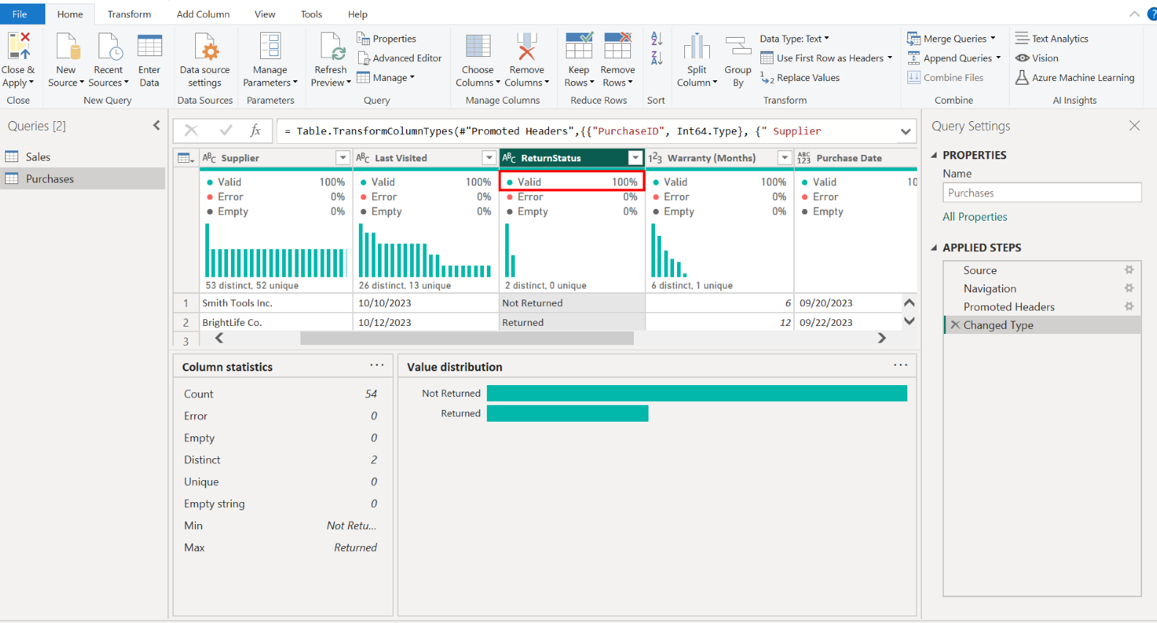 File Home Transform Add Column View Tools Help
Close & Apply
New Source
Recent Sources
Enter Data
Data source settings
Manage Parameters
Refresh Preview
Properties
Advanced Editor
Manage
Choose Columns
Remove Columns
Keep Rows
Remove Rows
Split Column
Group By
Data Type: Text
Use First Row as Headers
Replace Values
Merge Queries
Append Queries
Combine Files
Text Analytics
Vision
Azure Machine Learning
Close New Query Data Sources Parameters Query Manage Columns Reduce Rows Sort Transform Combine AI Insights
Queries [2]
Sales
Purchases
fx = Table.TransformColumnTypes(#"Promoted Headers",{{"PurchaseID", Int64.Type}, {" Supplier
ABC Supplier ABC Last Visited ABC ReturnStatus 123 Warranty (Months) ABC 123 Purchase Date
Valid 100% Valid 100% Valid 100% Valid 100% Valid 10
Error 0% Error 0% Error 0% Error 0% Error
Empty 0% Empty 0% Empty 0% Empty 0% Empty
53 distinct, 52 unique 26 distinct, 13 unique 2 distinct, 0 unique 6 distinct, 1 unique
1 Smith Tools Inc. 10/10/2023 Not Returned 6 09/20/2023
2 BrightLife Co. 10/12/2023 Returned 12 09/22/2023
3
Column statistics ...
Count 54
Error 0
Empty 0
Distinct 2
Unique 0
Empty string 0
Min Not Retu...
Max Returned
Value distribution ...
Not Returned
Returned
Query Settings
PROPERTIES
Name
Purchases
All Properties
APPLIED STEPS
Source
Navigation
Promoted Headers
Changed Type